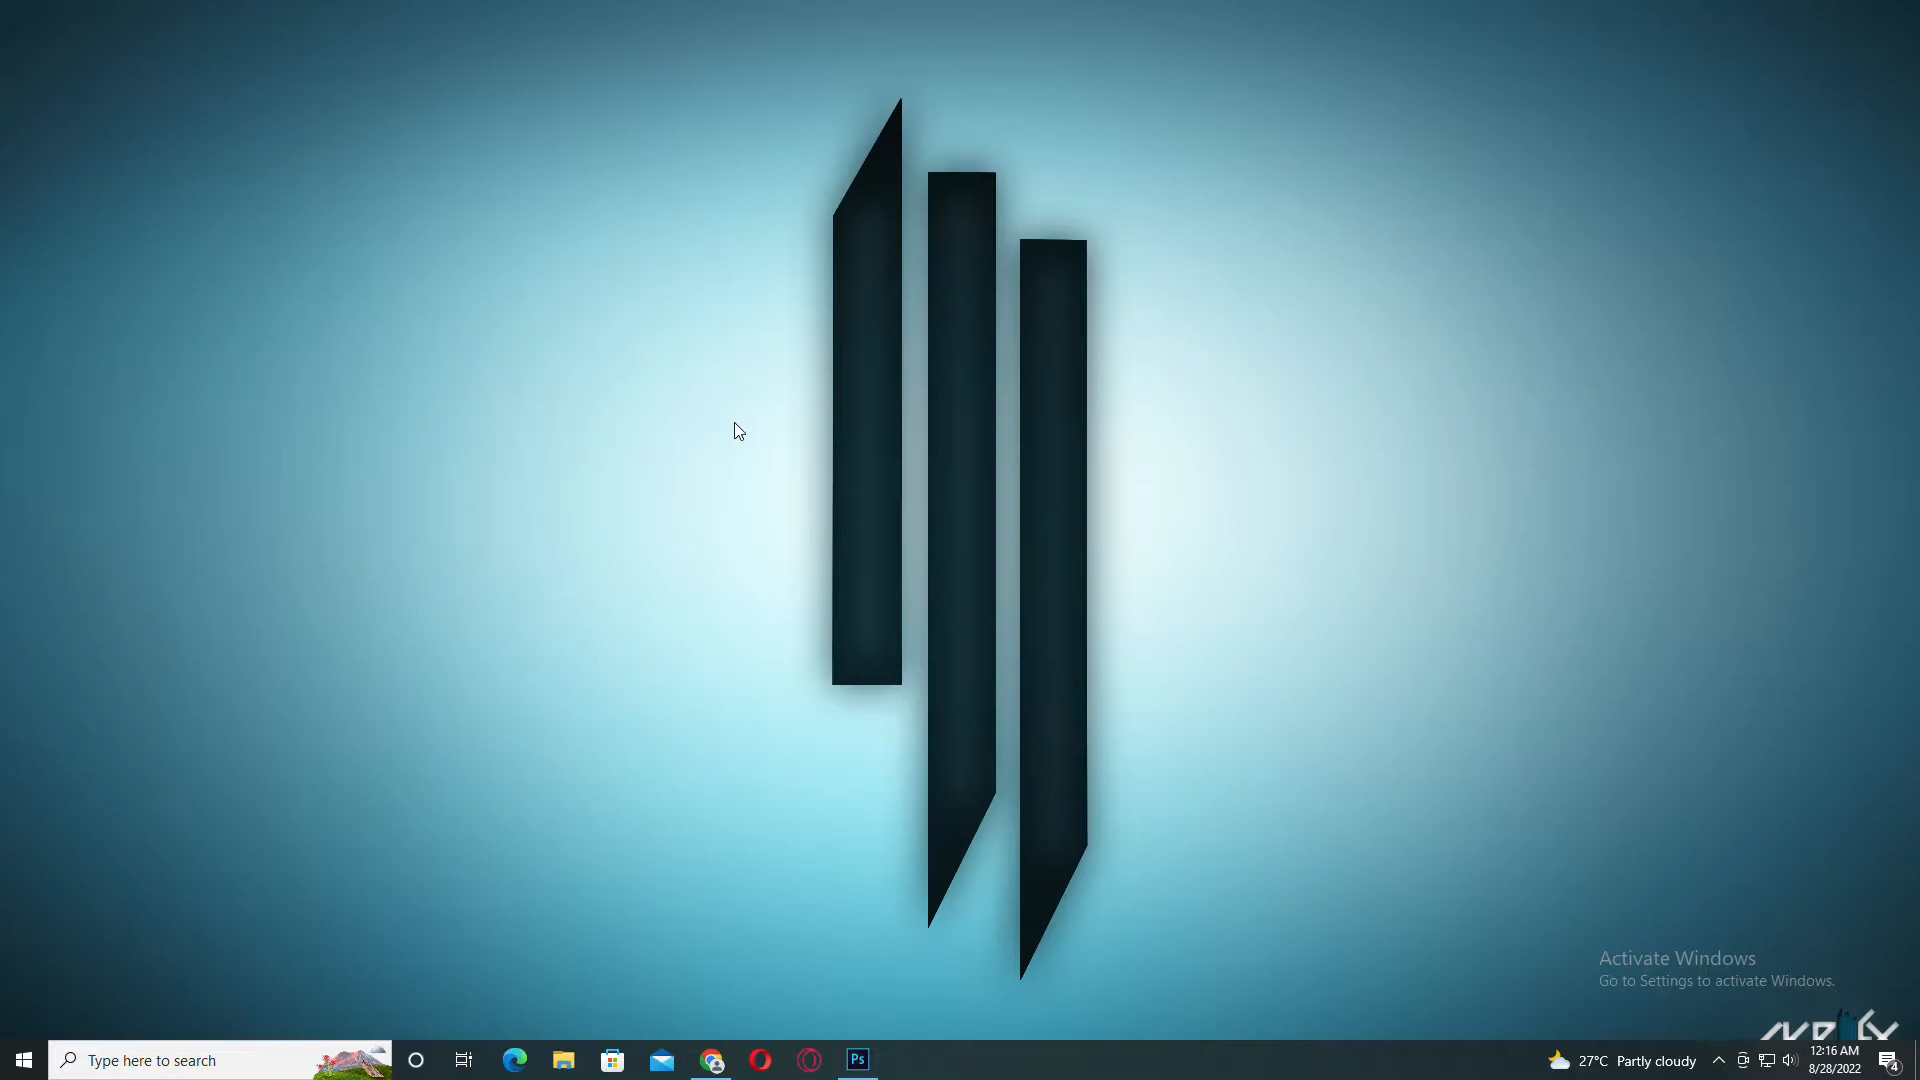 Activate Windows
Go to Settings to activate Windows.
Type here to search
Ps
27°C Partly cloudy
12:16 AM
8/28/2022
4